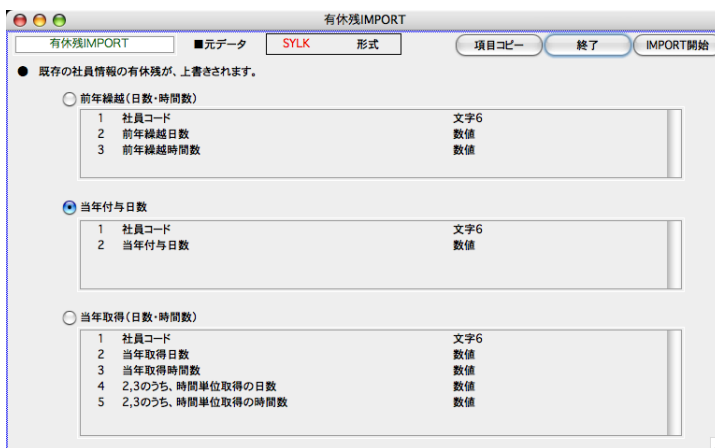 有休残IMPORT
有休残IMPORT ■元データ SYLK 形式 項目コピー 終了 IMPORT開始
● 既存の社員情報の有休残が、上書きされます。
前年繰越(日数・時間数)
1 社員コード 文字6
2 前年繰越日数 数値
3 前年繰越時間数 数値
当年付与日数
1 社員コード 文字6
2 当年付与日数 数値
当年取得(日数・時間数)
1 社員コード 文字6
2 当年取得日数 数値
3 当年取得時間数 数値
4 2,3のうち、時間単位取得の日数 数値
5 2,3のうち、時間単位取得の時間数 数値